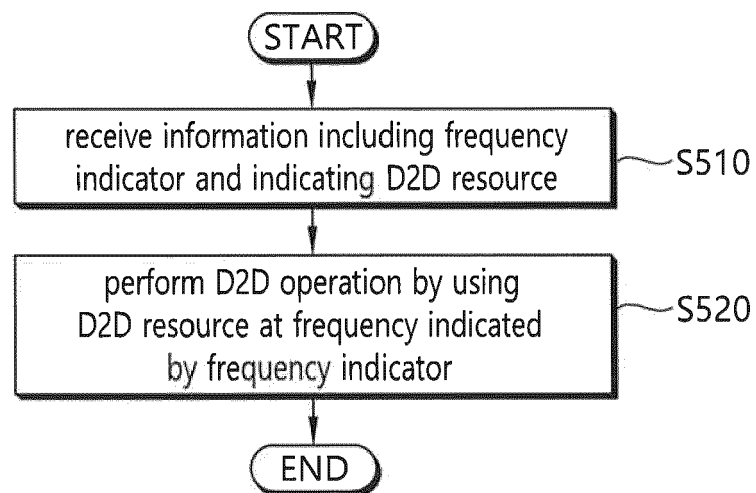 START
receive information including frequency
indicator and indicating D2D resource
S510
perform D2D operation by using
D2D resource at frequency indicated
by frequency indicator
S520
END